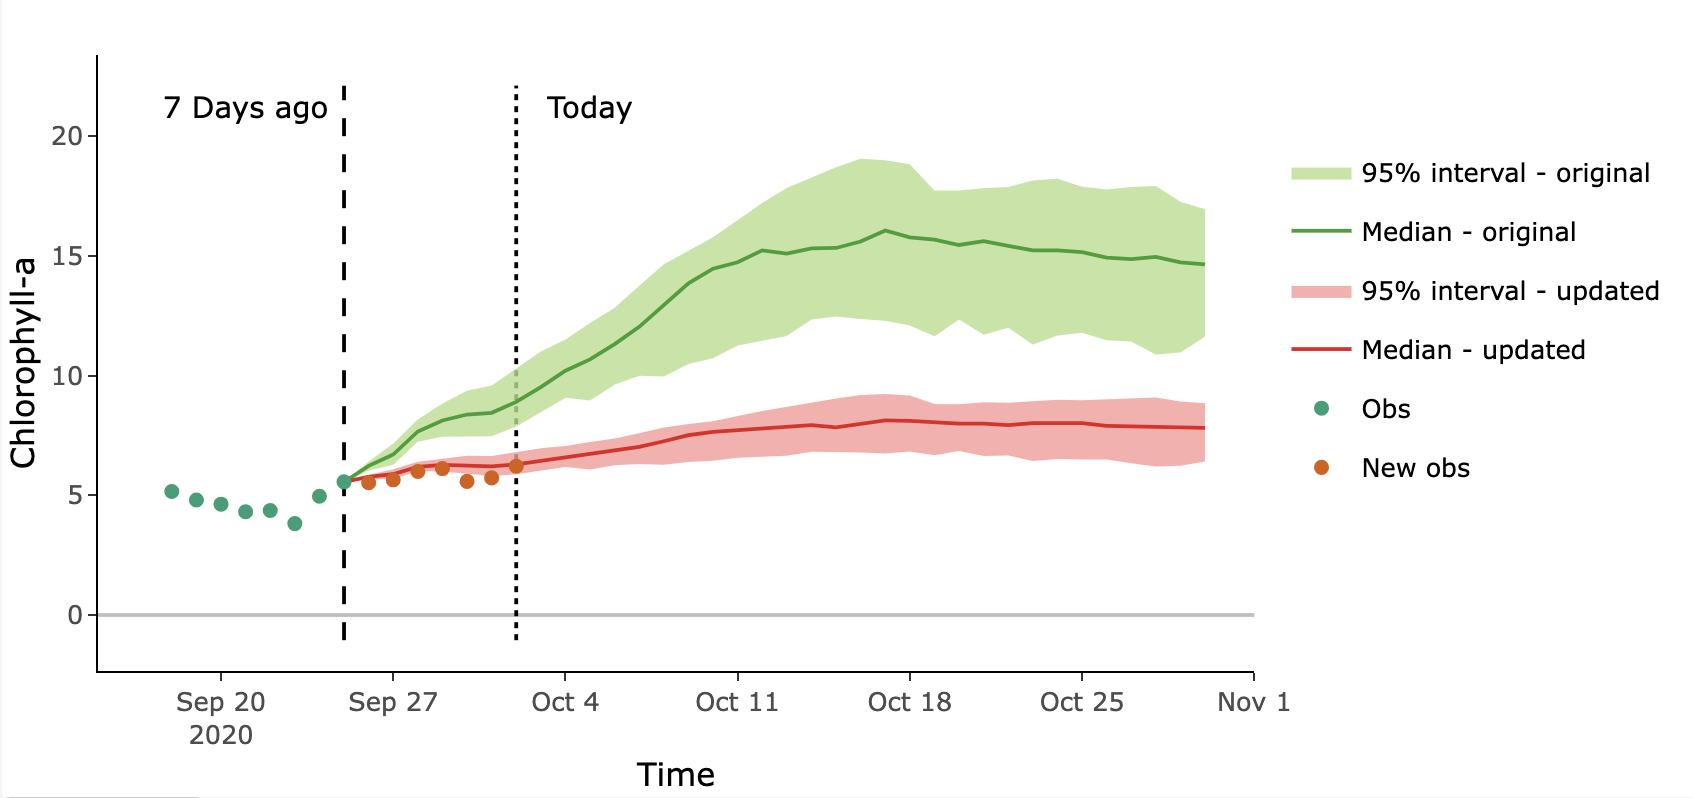 7 Days ago
Today
20
15
10
5
0
Chlorophyll-a
Sep 20
2020
Sep 27
Oct 4
Oct 11
Oct 18
Oct 25
Nov 1
Time
95% interval - original
Median - original
95% interval - updated
Median - updated
Obs
New obs